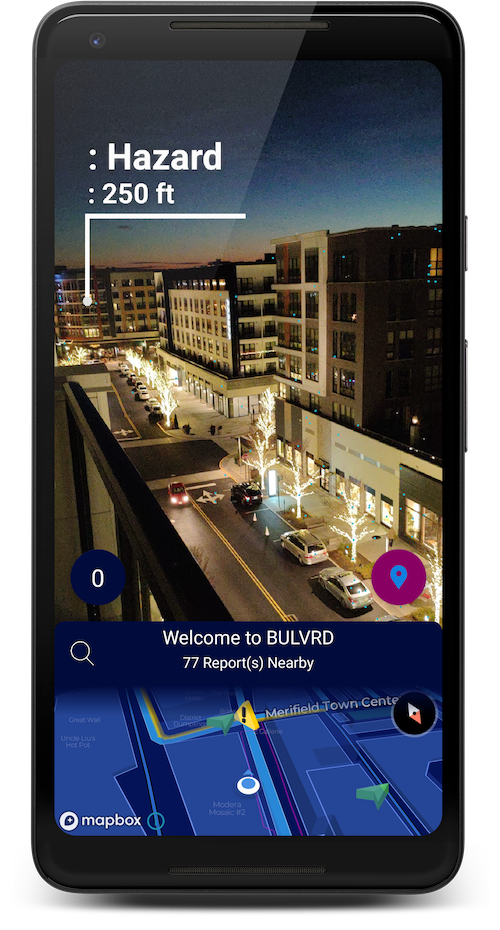 : Hazard
: 250 ft
0
Welcome to BULVRD
77 Report(s) Nearby
Merifield Town Cente
Great Wall
Uncle Liu's
Hot Pot
Modera
Mosaic #2
mapbox